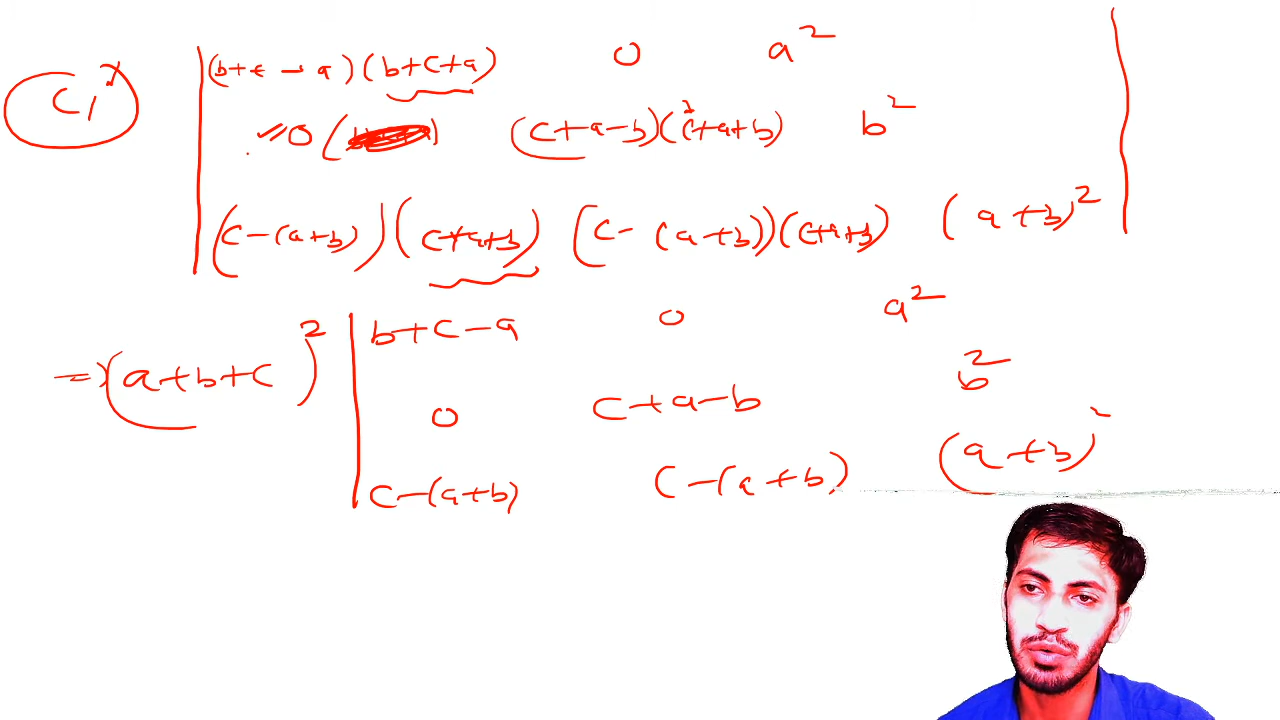 C₁ (b+c-a)(b+c+a) 0 a²
0 ( ) (c+a-b)(c+a+b) b²
(c-(a+b))(c+a+b) (c-(a+b))(c+a+b) (a+b)²
=> (a+b+c)² b+c-a 0 a²
0 c+a-b b²
c-(a+b) c-(a+b) (a+b)²